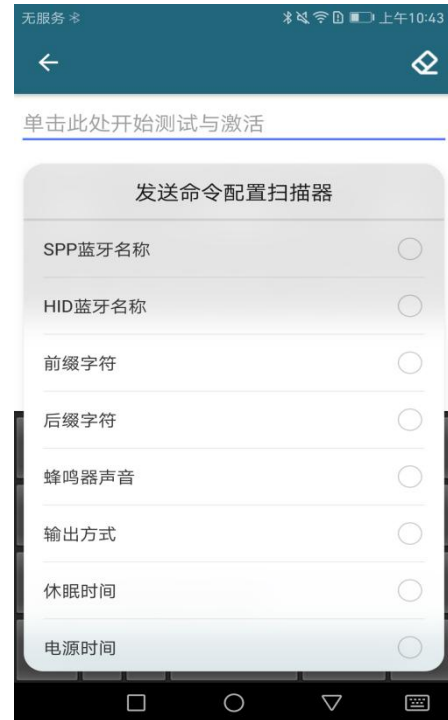 无服务
上午10:43
单击此处开始测试与激活
发送命令配置扫描器
SPP蓝牙名称
HID蓝牙名称
前缀字符
后缀字符
蜂鸣器声音
输出方式
休眠时间
电源时间